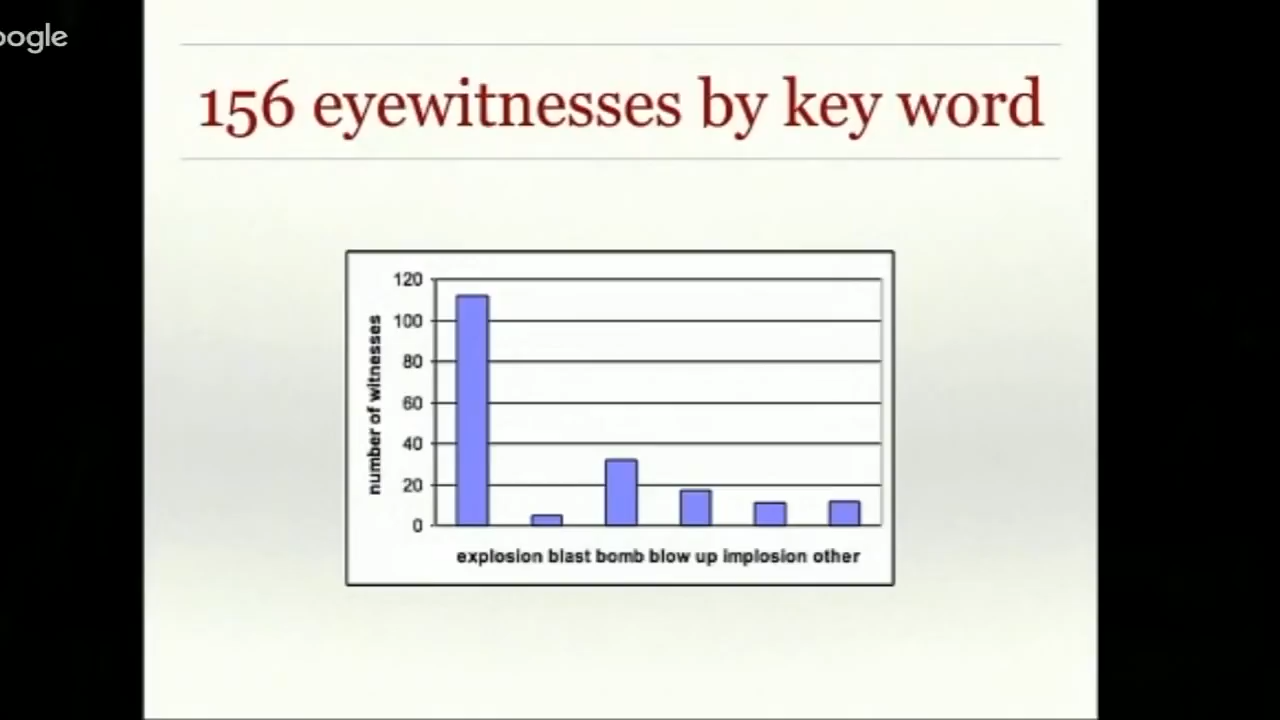 oogle
156 eyewitnesses by key word
number of witnesses
120
100
80
60
40
20
0
explosion blast bomb blow up implosion other